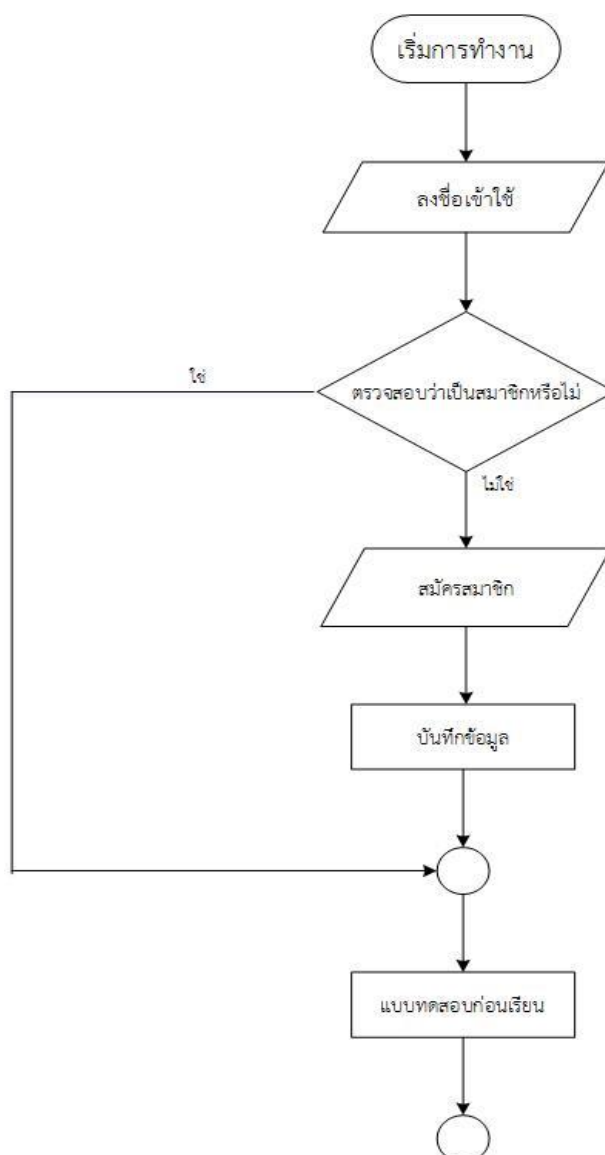 เริ่มการทำงาน
ลงชื่อเข้าใช้
ใช่
ตรวจสอบว่าเป็นสมาชิกหรือไม่
ไม่ใช่
สมัครสมาชิก
บันทึกข้อมูล
แบบทดสอบก่อนเรียน